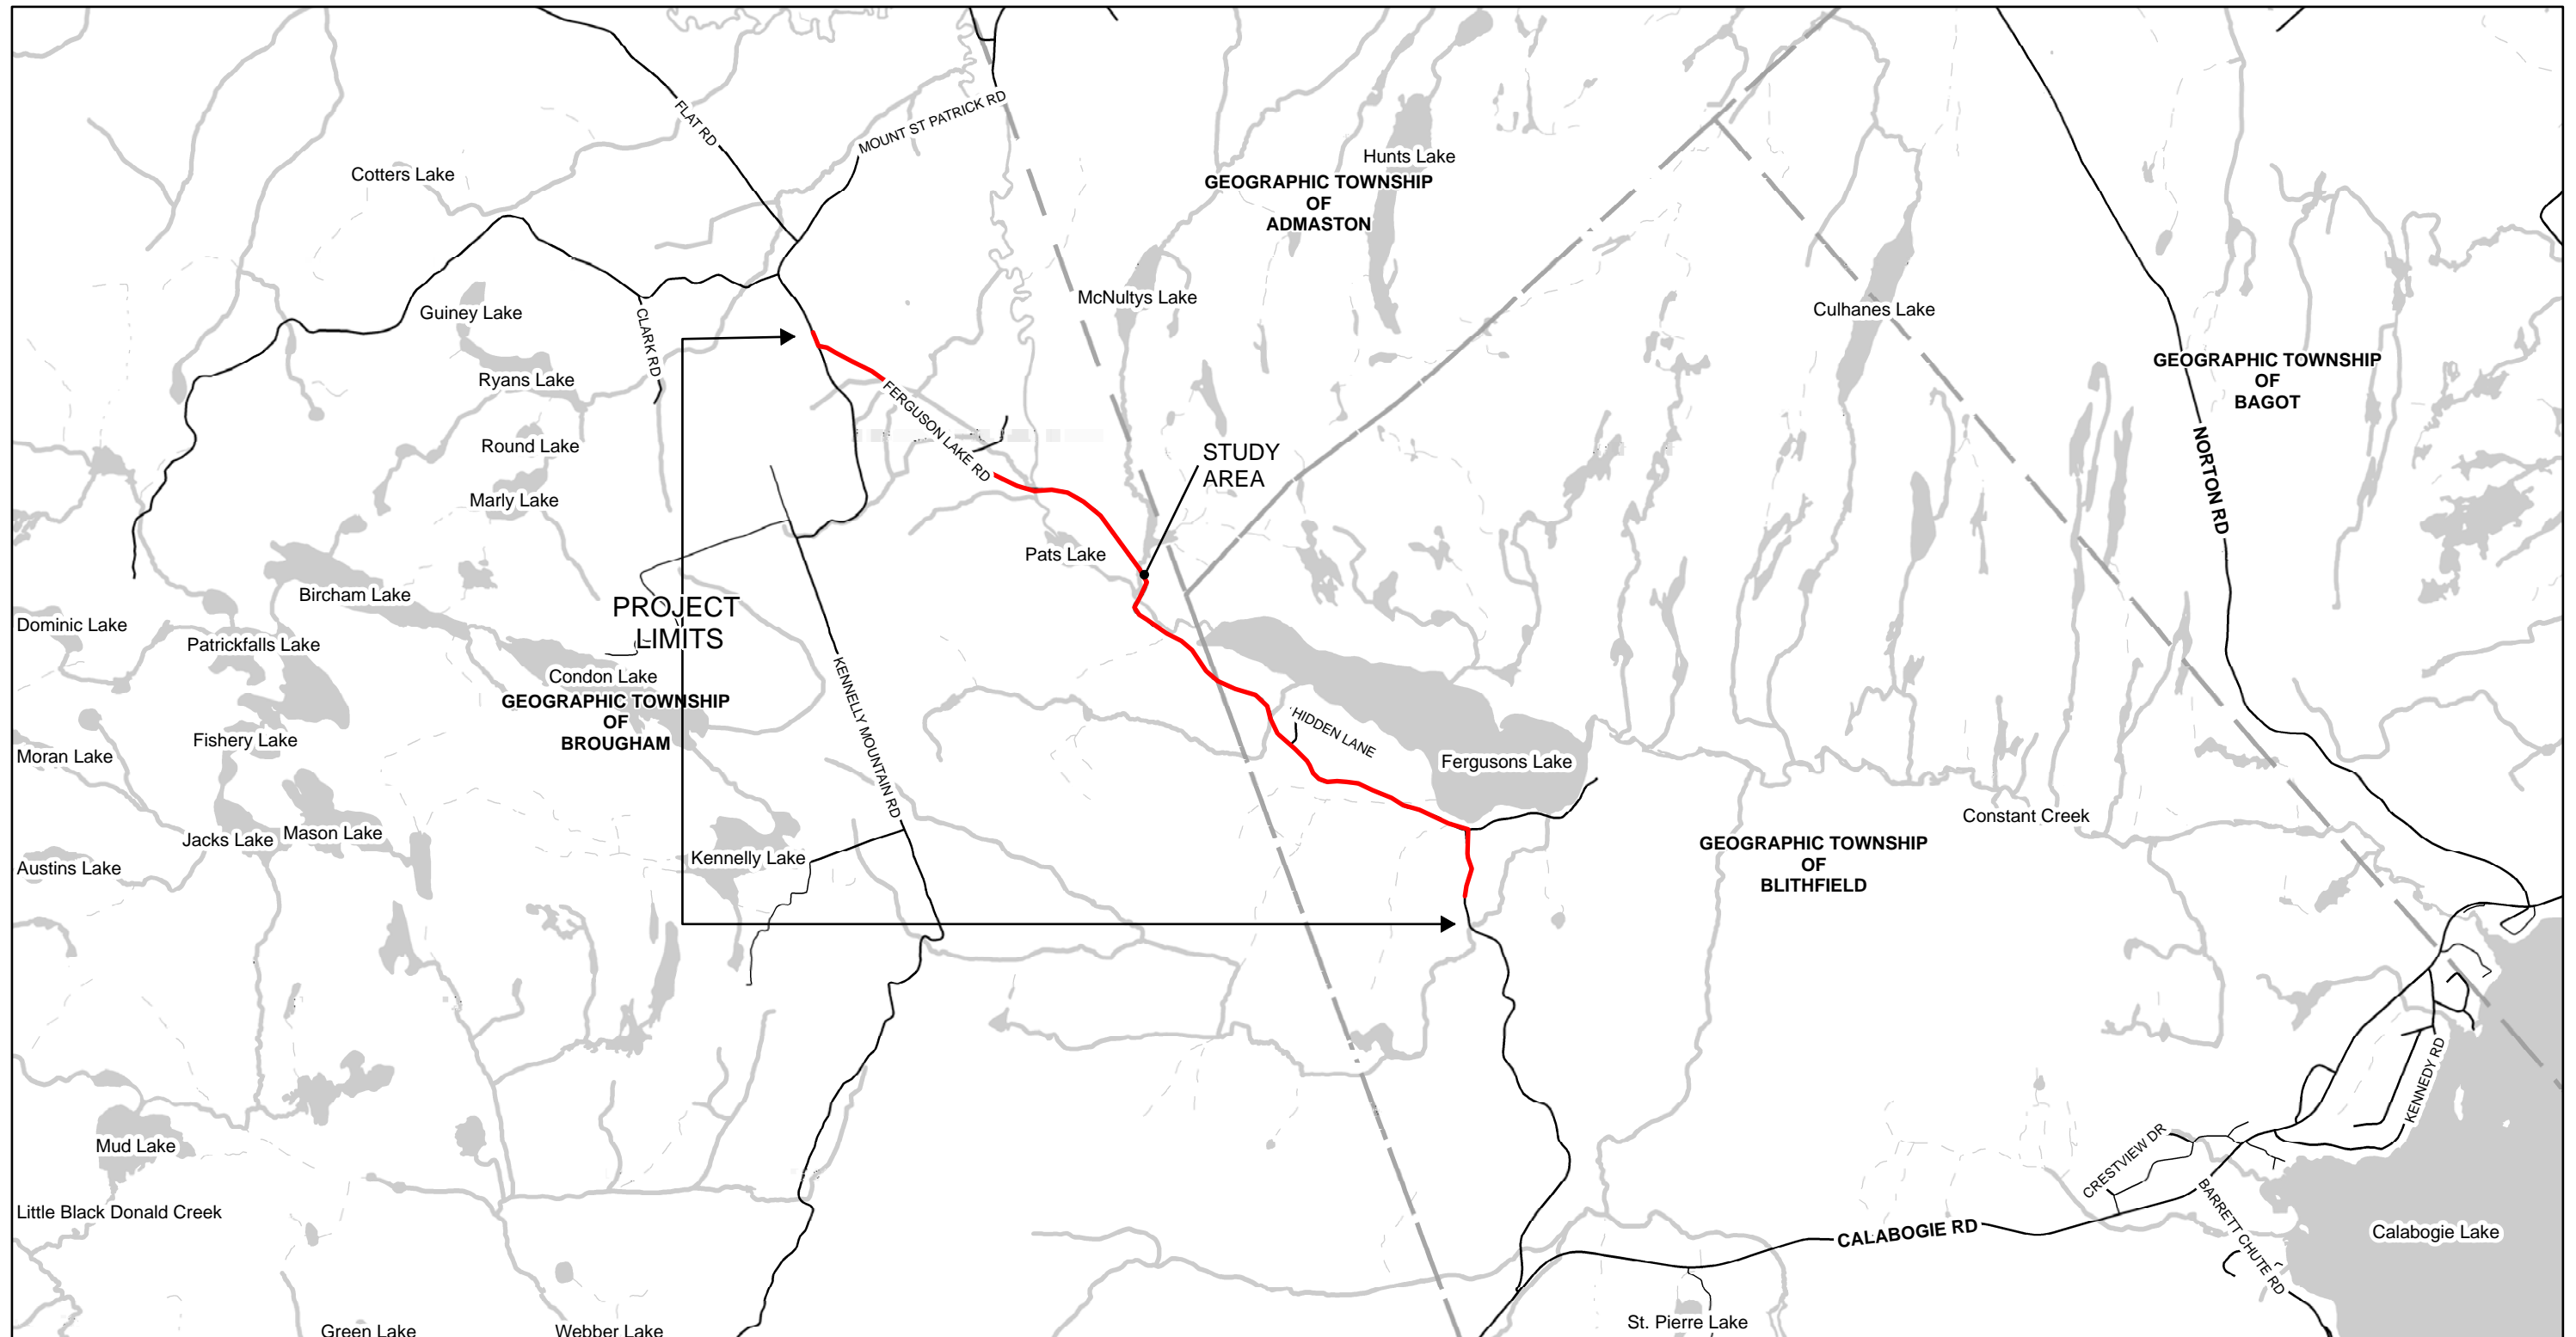 FLAT RD
MOUNT ST PATRICK RD
Hunts Lake
Cotters Lake
GEOGRAPHIC TOWNSHIP
OF
ADMASTON
McNultys Lake
Culhanes Lake
Guiney Lake
CLARK RD
GEOGRAPHIC TOWNSHIP
OF
BAGOT
Ryans Lake
FERGUSON LAKE RD
Round Lake
STUDY
AREA
NORTON RD
Marly Lake
Pats Lake
Bircham Lake
PROJECT
LIMITS
Dominic Lake
Patrickfalls Lake
Condon Lake
GEOGRAPHIC TOWNSHIP
OF
BROUGHAM
KENNELLY MOUNTAIN RD
HIDDEN LANE
Fishery Lake
Moran Lake
Fergusons Lake
Constant Creek
Jacks Lake
Mason Lake
GEOGRAPHIC TOWNSHIP
OF
BLITHFIELD
Kennelly Lake
Austins Lake
KENNEDY RD
Mud Lake
CRESTVIEW DR
Little Black Donald Creek
BARRETT CHUTE RD
CALABOGIE RD
Calabogie Lake
St. Pierre Lake
Green Lake
Webber Lake